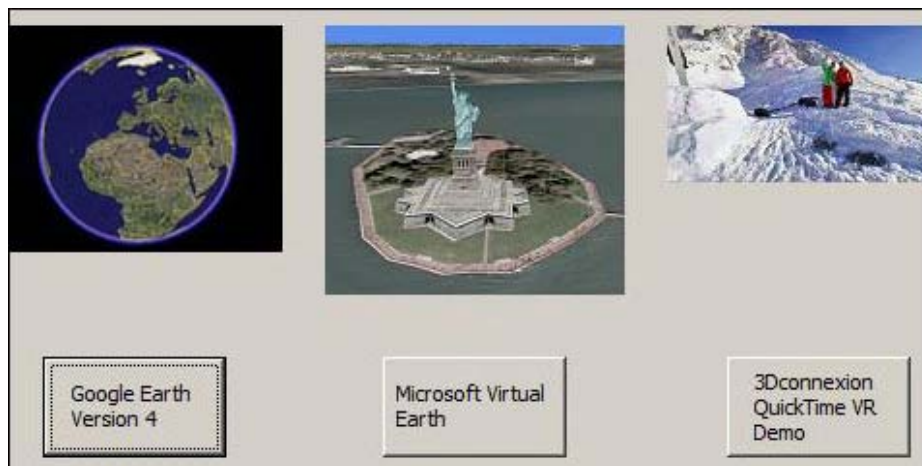 Google Earth
Version 4
Microsoft Virtual
Earth
3Dconnexion
QuickTime VR
Demo